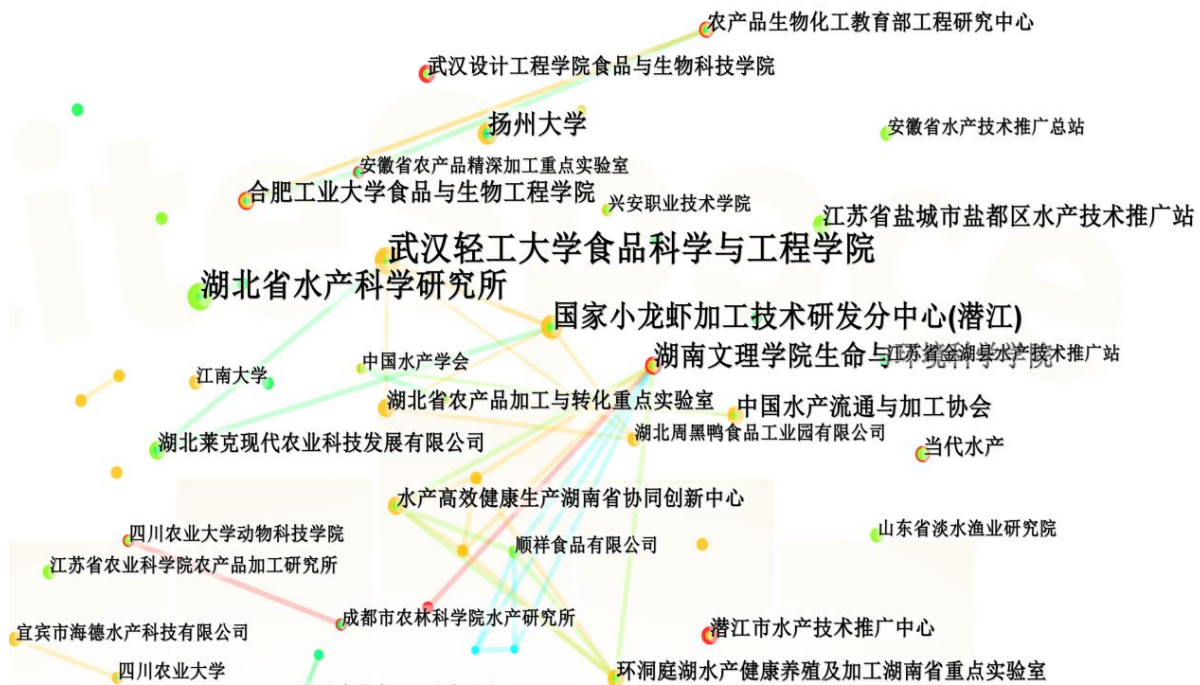 农产品生物化工教育部工程研究中心
武汉设计工程学院食品与生物科技学院
扬州大学
安徽省水产技术推广总站
安徽省农产品精深加工重点实验室
合肥工业大学食品与生物工程学院
兴安职业技术学院
江苏省盐城市盐都区水产技术推广站
武汉轻工大学食品科学与工程学院
湖北省水产科学研究所
国家小龙虾加工技术研发分中心(潜江)
湖南文理学院生命与环境科学学院
江苏省金湖县水产技术推广站
中国水产学会
江南大学
湖北省农产品加工与转化重点实验室
中国水产流通与加工协会
湖北周黑鸭食品工业园有限公司
湖北莱克现代农业科技发展有限公司
当代水产
水产高效健康生产湖南省协同创新中心
四川农业大学动物科技学院
顺祥食品有限公司
山东省淡水渔业研究院
江苏省农业科学院农产品加工研究所
成都市农林科学院水产研究所
宜宾市海德水产科技有限公司
潜江市水产技术推广中心
四川农业大学
环洞庭湖水产健康养殖及加工湖南省重点实验室